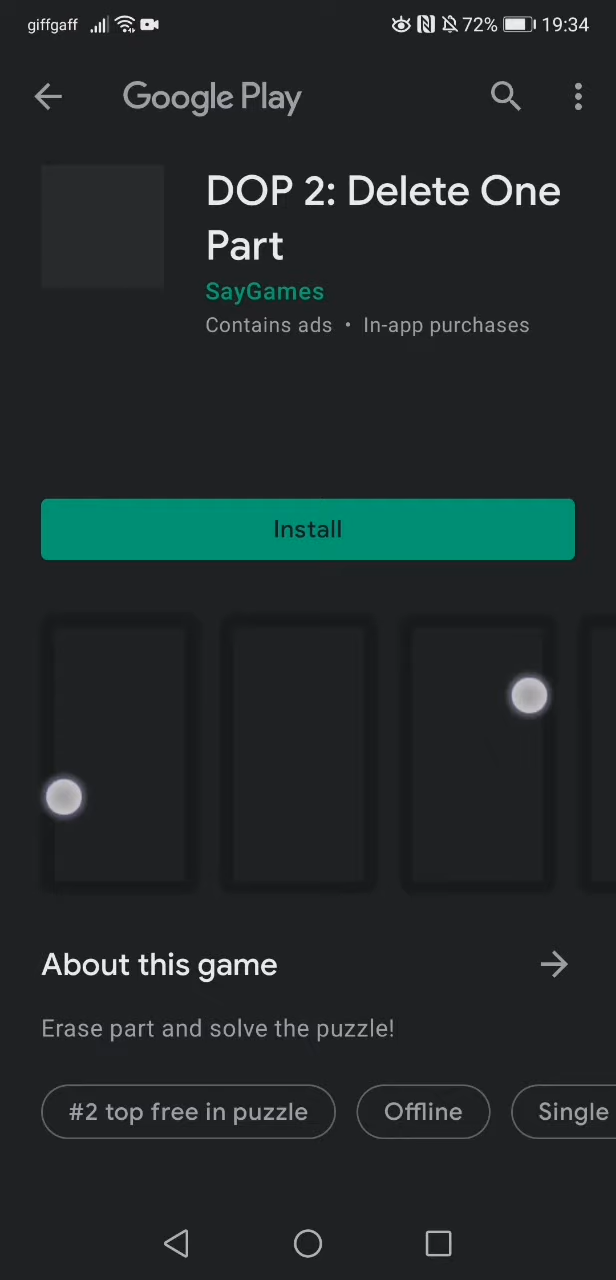 giffgaff 72% 19:34
Google Play
DOP 2: Delete One
Part
SayGames
Contains ads • In-app purchases
Install
About this game
Erase part and solve the puzzle!
#2 top free in puzzle Offline Single